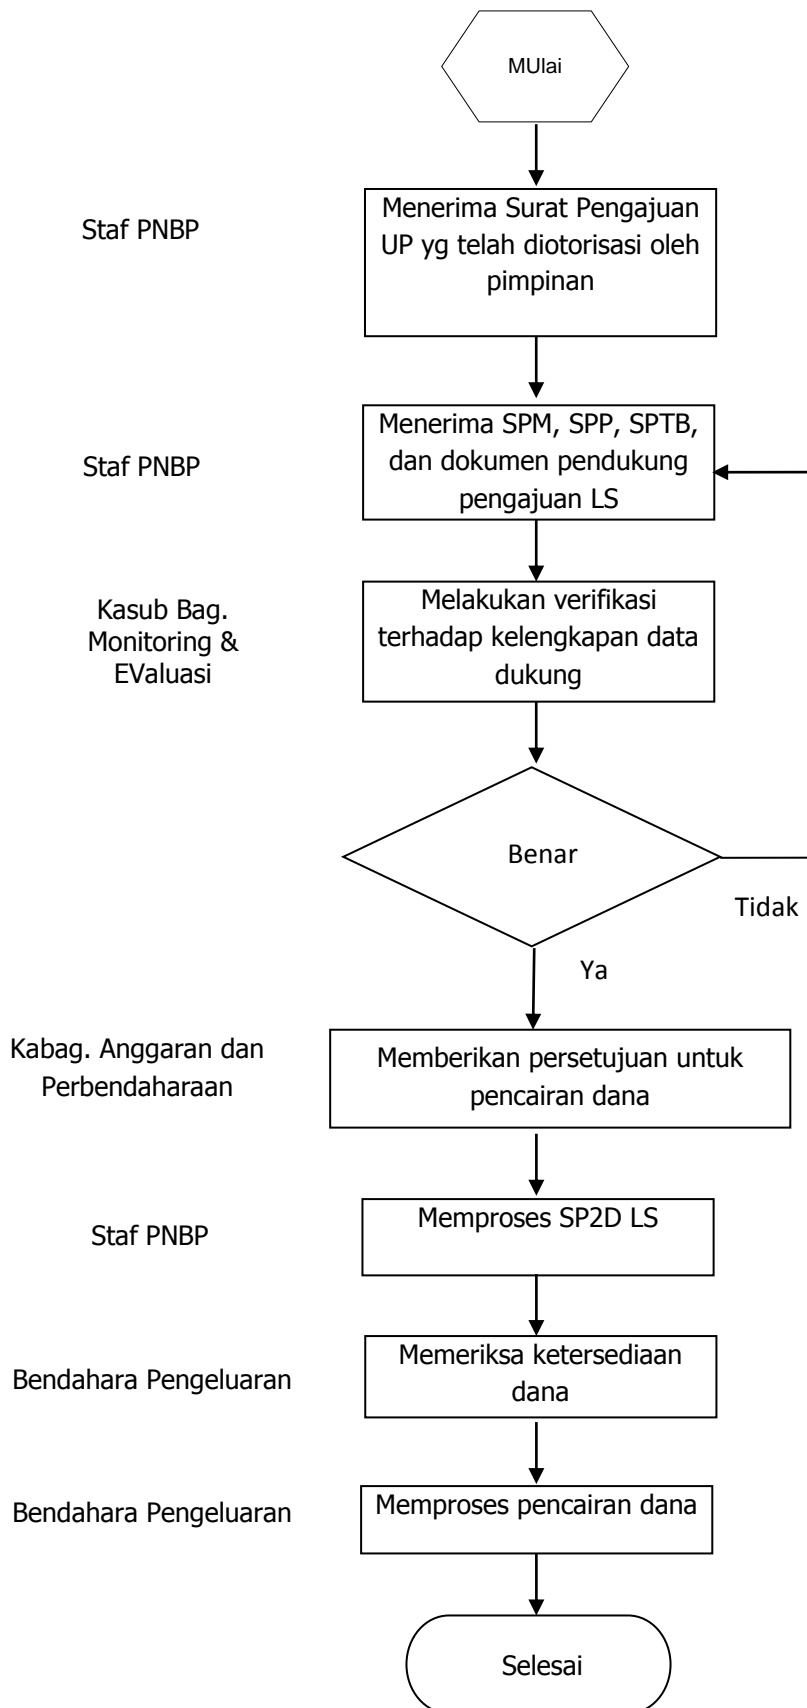 MUlai
Staf PNBP
Menerima Surat Pengajuan
UP yg telah diotorisasi oleh
pimpinan
Staf PNBP
Menerima SPM, SPP, SPTB,
dan dokumen pendukung
pengajuan LS
Kasub Bag.
Monitoring &
EValuasi
Melakukan verifikasi
terhadap kelengkapan data
dukung
Benar
Tidak
Ya
Kabag. Anggaran dan
Perbendaharaan
Memberikan persetujuan untuk
pencairan dana
Staf PNBP
Memproses SP2D LS
Bendahara Pengeluaran
Memeriksa ketersediaan
dana
Bendahara Pengeluaran
Memproses pencairan dana
Selesai